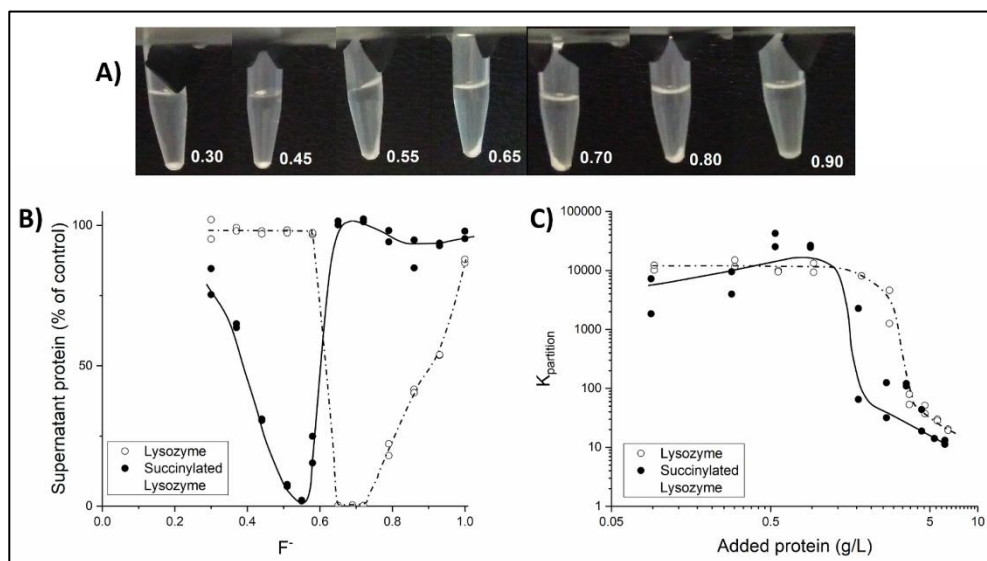 A)
0.30 0.45 0.55 0.65 0.70 0.80 0.90
B)
Supernatant protein (% of control)
100
50
0
Lysozyme
Succinylated
Lysozyme
0.0 0.2 0.4 0.6 0.8 1.0
F-
C)
Kpartition
100000
10000
1000
100
10
1
Lysozyme
Succinylated
Lysozyme
0.05 0.5 5 10
Added protein (g/L)